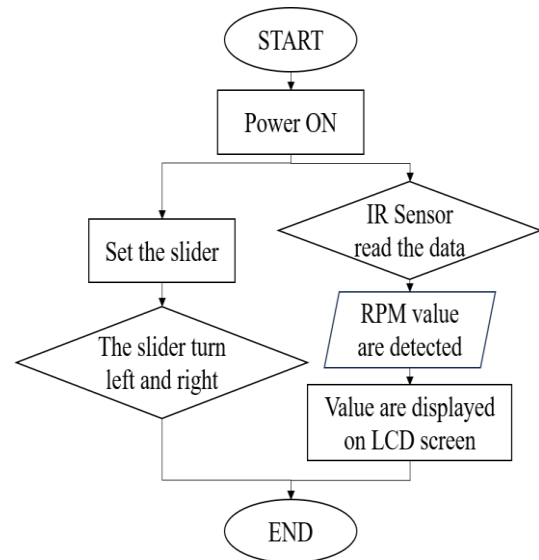 START
Power ON
Set the slider
The slider turn
left and right
IR Sensor
read the data
RPM value
are detected
Value are displayed
on LCD screen
END